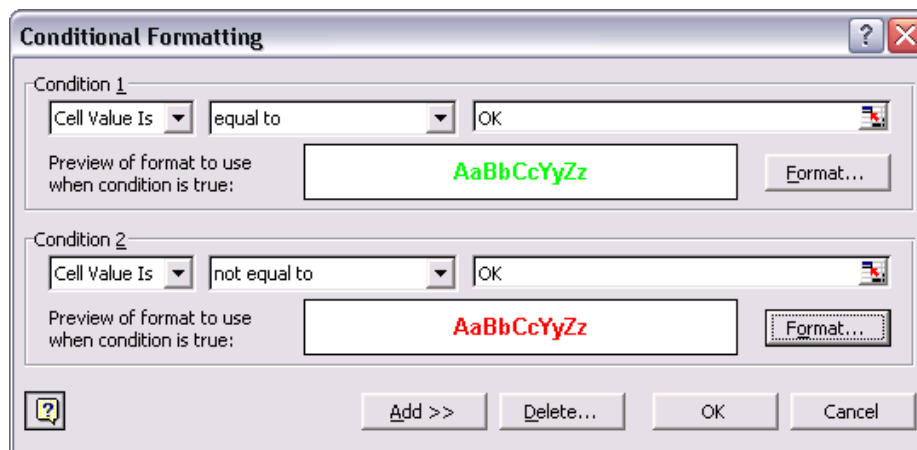 Conditional Formatting
Condition 1
Cell Value Is equal to OK
Preview of format to use
when condition is true:
AaBbCcYyZz
Format...
Condition 2
Cell Value Is not equal to OK
Preview of format to use
when condition is true:
AaBbCcYyZz
Format...
Add >> Delete... OK Cancel